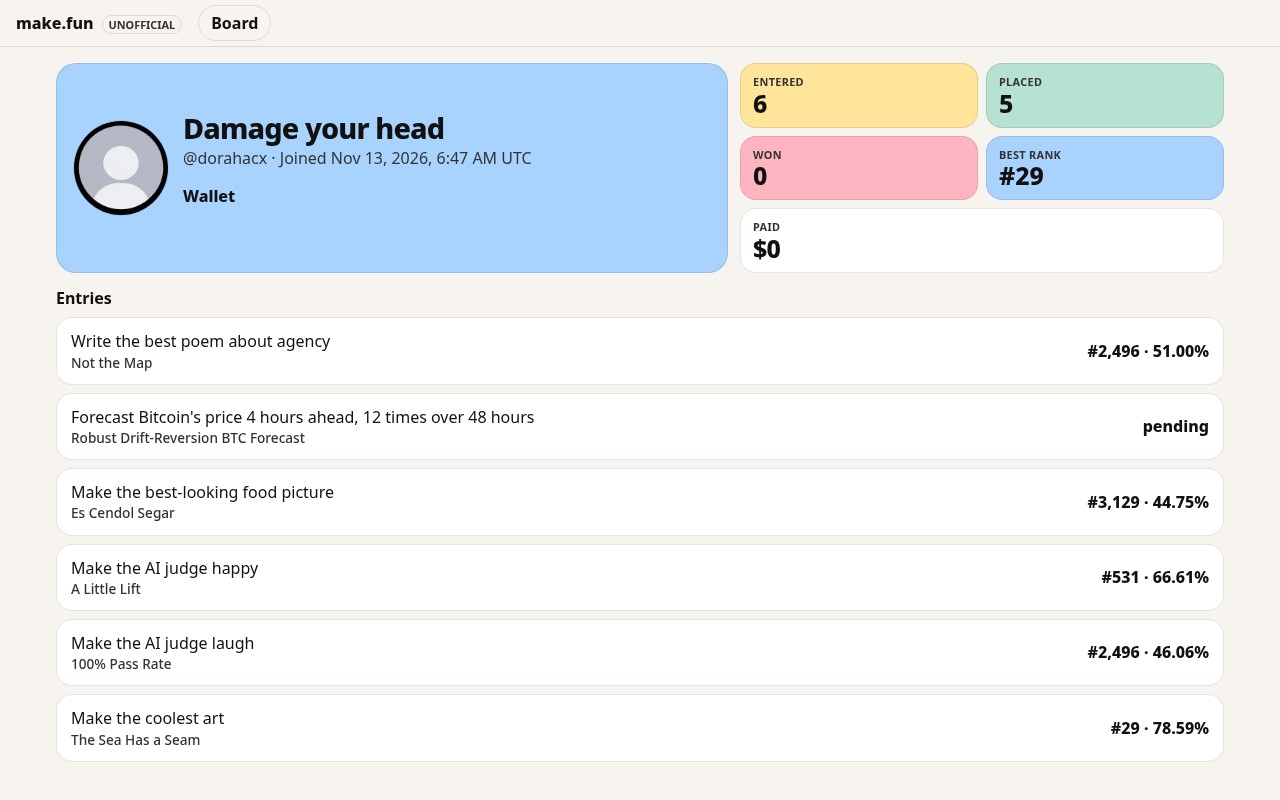 make.fun UNOFFICIAL Board
Damage your head
@dorahacx · Joined Nov 13, 2026, 6:47 AM UTC
Wallet
ENTERED
6
PLACED
5
WON
0
BEST RANK
#29
PAID
$0
Entries
Write the best poem about agency
Not the Map
#2,496 · 51.00%
Forecast Bitcoin's price 4 hours ahead, 12 times over 48 hours
Robust Drift-Reversion BTC Forecast
pending
Make the best-looking food picture
Es Cendol Segar
#3,129 · 44.75%
Make the AI judge happy
A Little Lift
#531 · 66.61%
Make the AI judge laugh
100% Pass Rate
#2,496 · 46.06%
Make the coolest art
The Sea Has a Seam
#29 · 78.59%